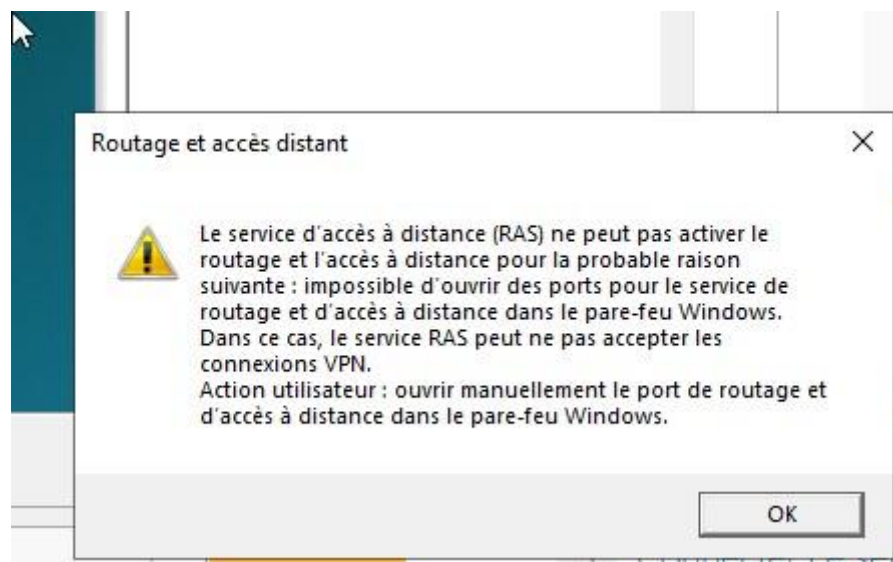 Routage et accès distant
Le service d'accès à distance (RAS) ne peut pas activer le
routage et l'accès à distance pour la probable raison
suivante : impossible d'ouvrir des ports pour le service de
routage et d'accès à distance dans le pare-feu Windows.
Dans ce cas, le service RAS peut ne pas accepter les
connexions VPN.
Action utilisateur : ouvrir manuellement le port de routage et
d'accès à distance dans le pare-feu Windows.
OK